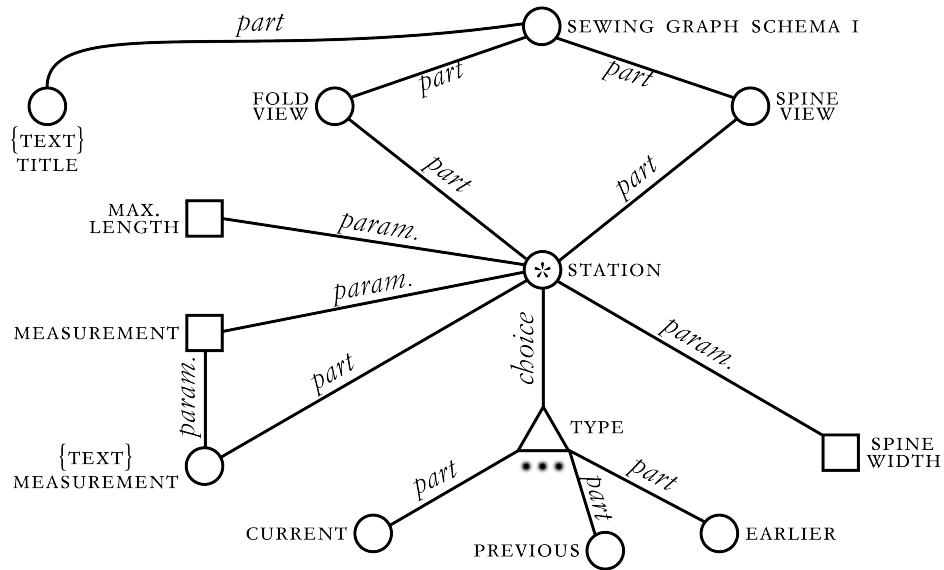 part
SEWING GRAPH SCHEMA I
part
part
FOLD
VIEW
SPINE
VIEW
{TEXT}
TITLE
part
part
MAX.
LENGTH
param.
* STATION
param.
MEASUREMENT
choice
param.
param.
part
TYPE
{TEXT}
MEASUREMENT
SPINE
WIDTH
part
part
part
CURRENT
PREVIOUS
EARLIER